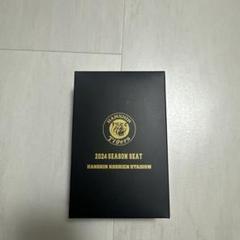 HANSHIN
Tigers
2024 SEASON SEAT
HANSHIN KOSHIEN STADIUM